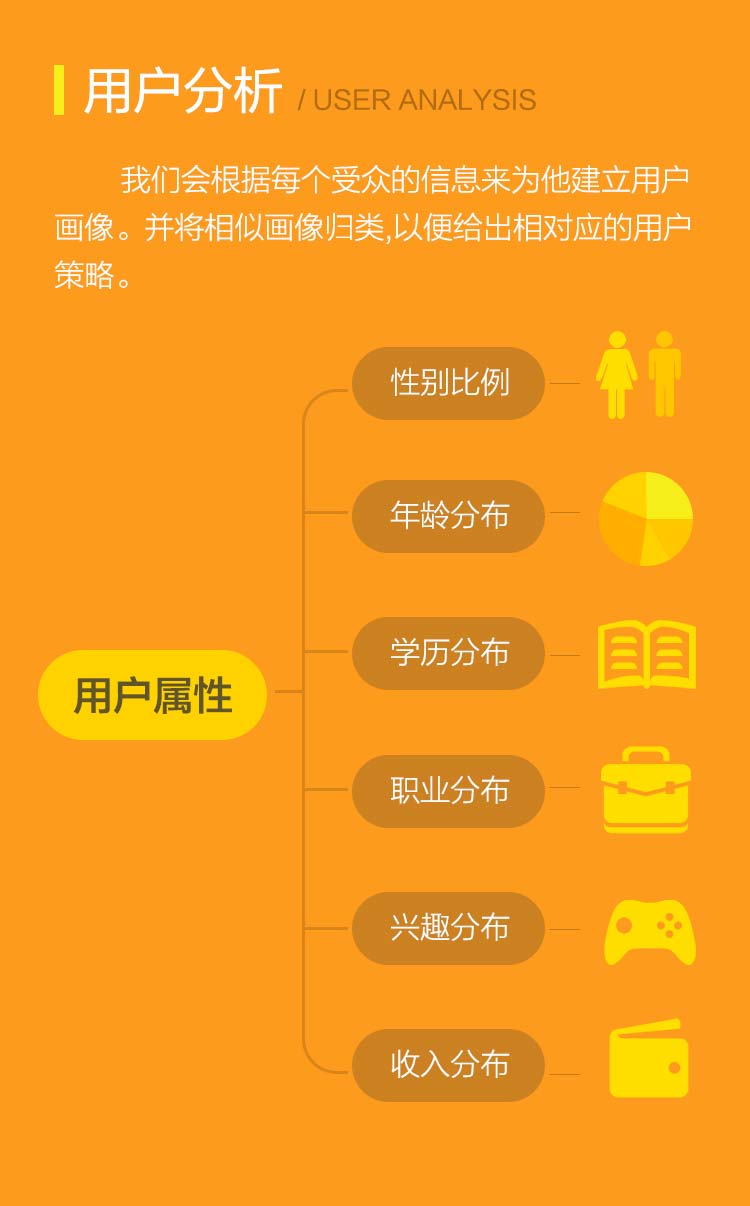 用户分析 / USER ANALYSIS
我们会根据每个受众的信息来为他建立用户
画像。并将相似画像归类,以便给出相对应的用户
策略。
性别比例
年龄分布
学历分布
用户属性
职业分布
兴趣分布
收入分布